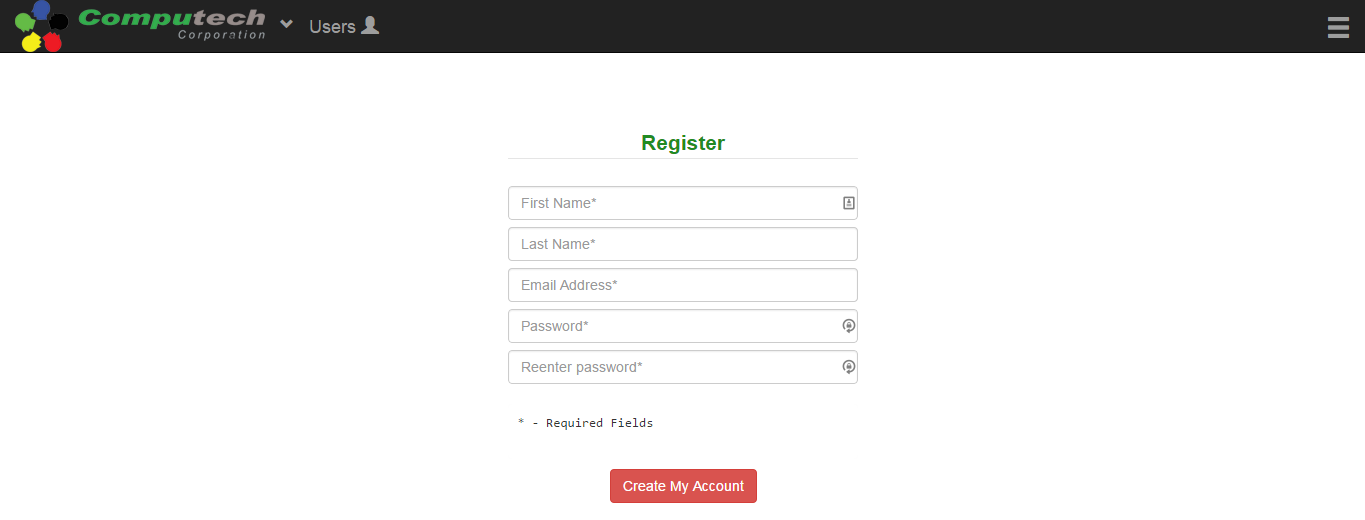 Computech
Corporation
Users
Register
First Name*
Last Name*
Email Address*
Password*
Reenter password*
* - Required Fields
Create My Account